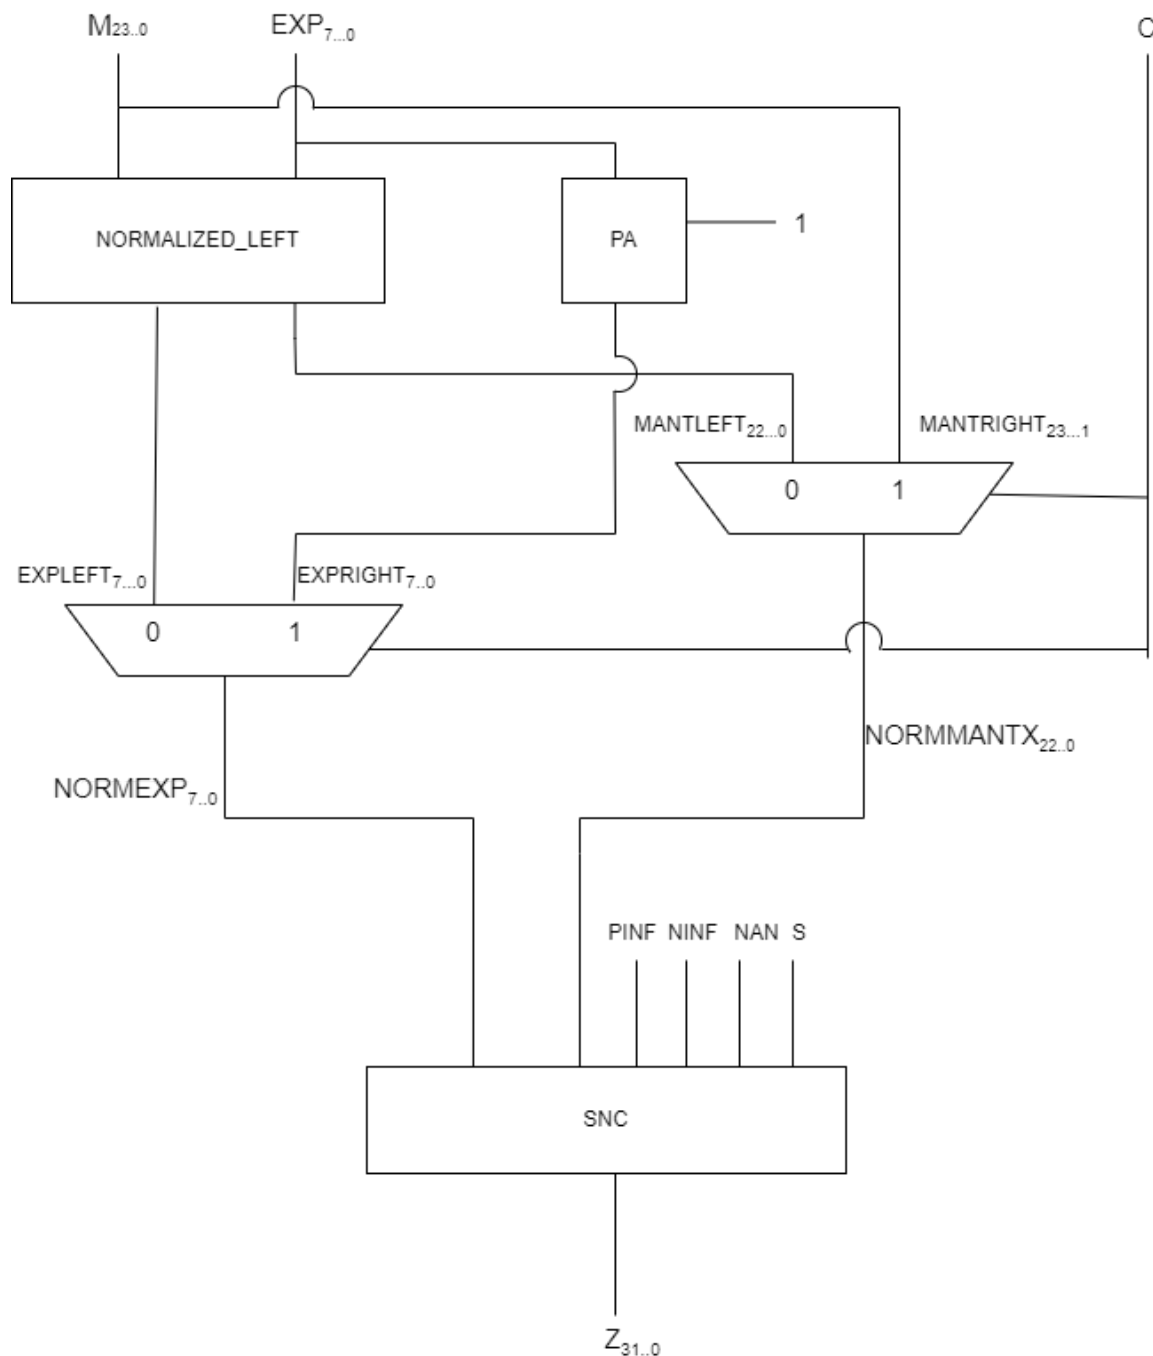 M23..0 EXP7...0 C
NORMALIZED_LEFT PA 1
MANTLEFT22...0 MANTRIGHT23...1
0 1
EXPLEFT7...0 EXPRIGHT7..0
0 1
NORMMANTX22..0
NORMEXP7..0
PINF NINF NAN S
SNC
Z31..0